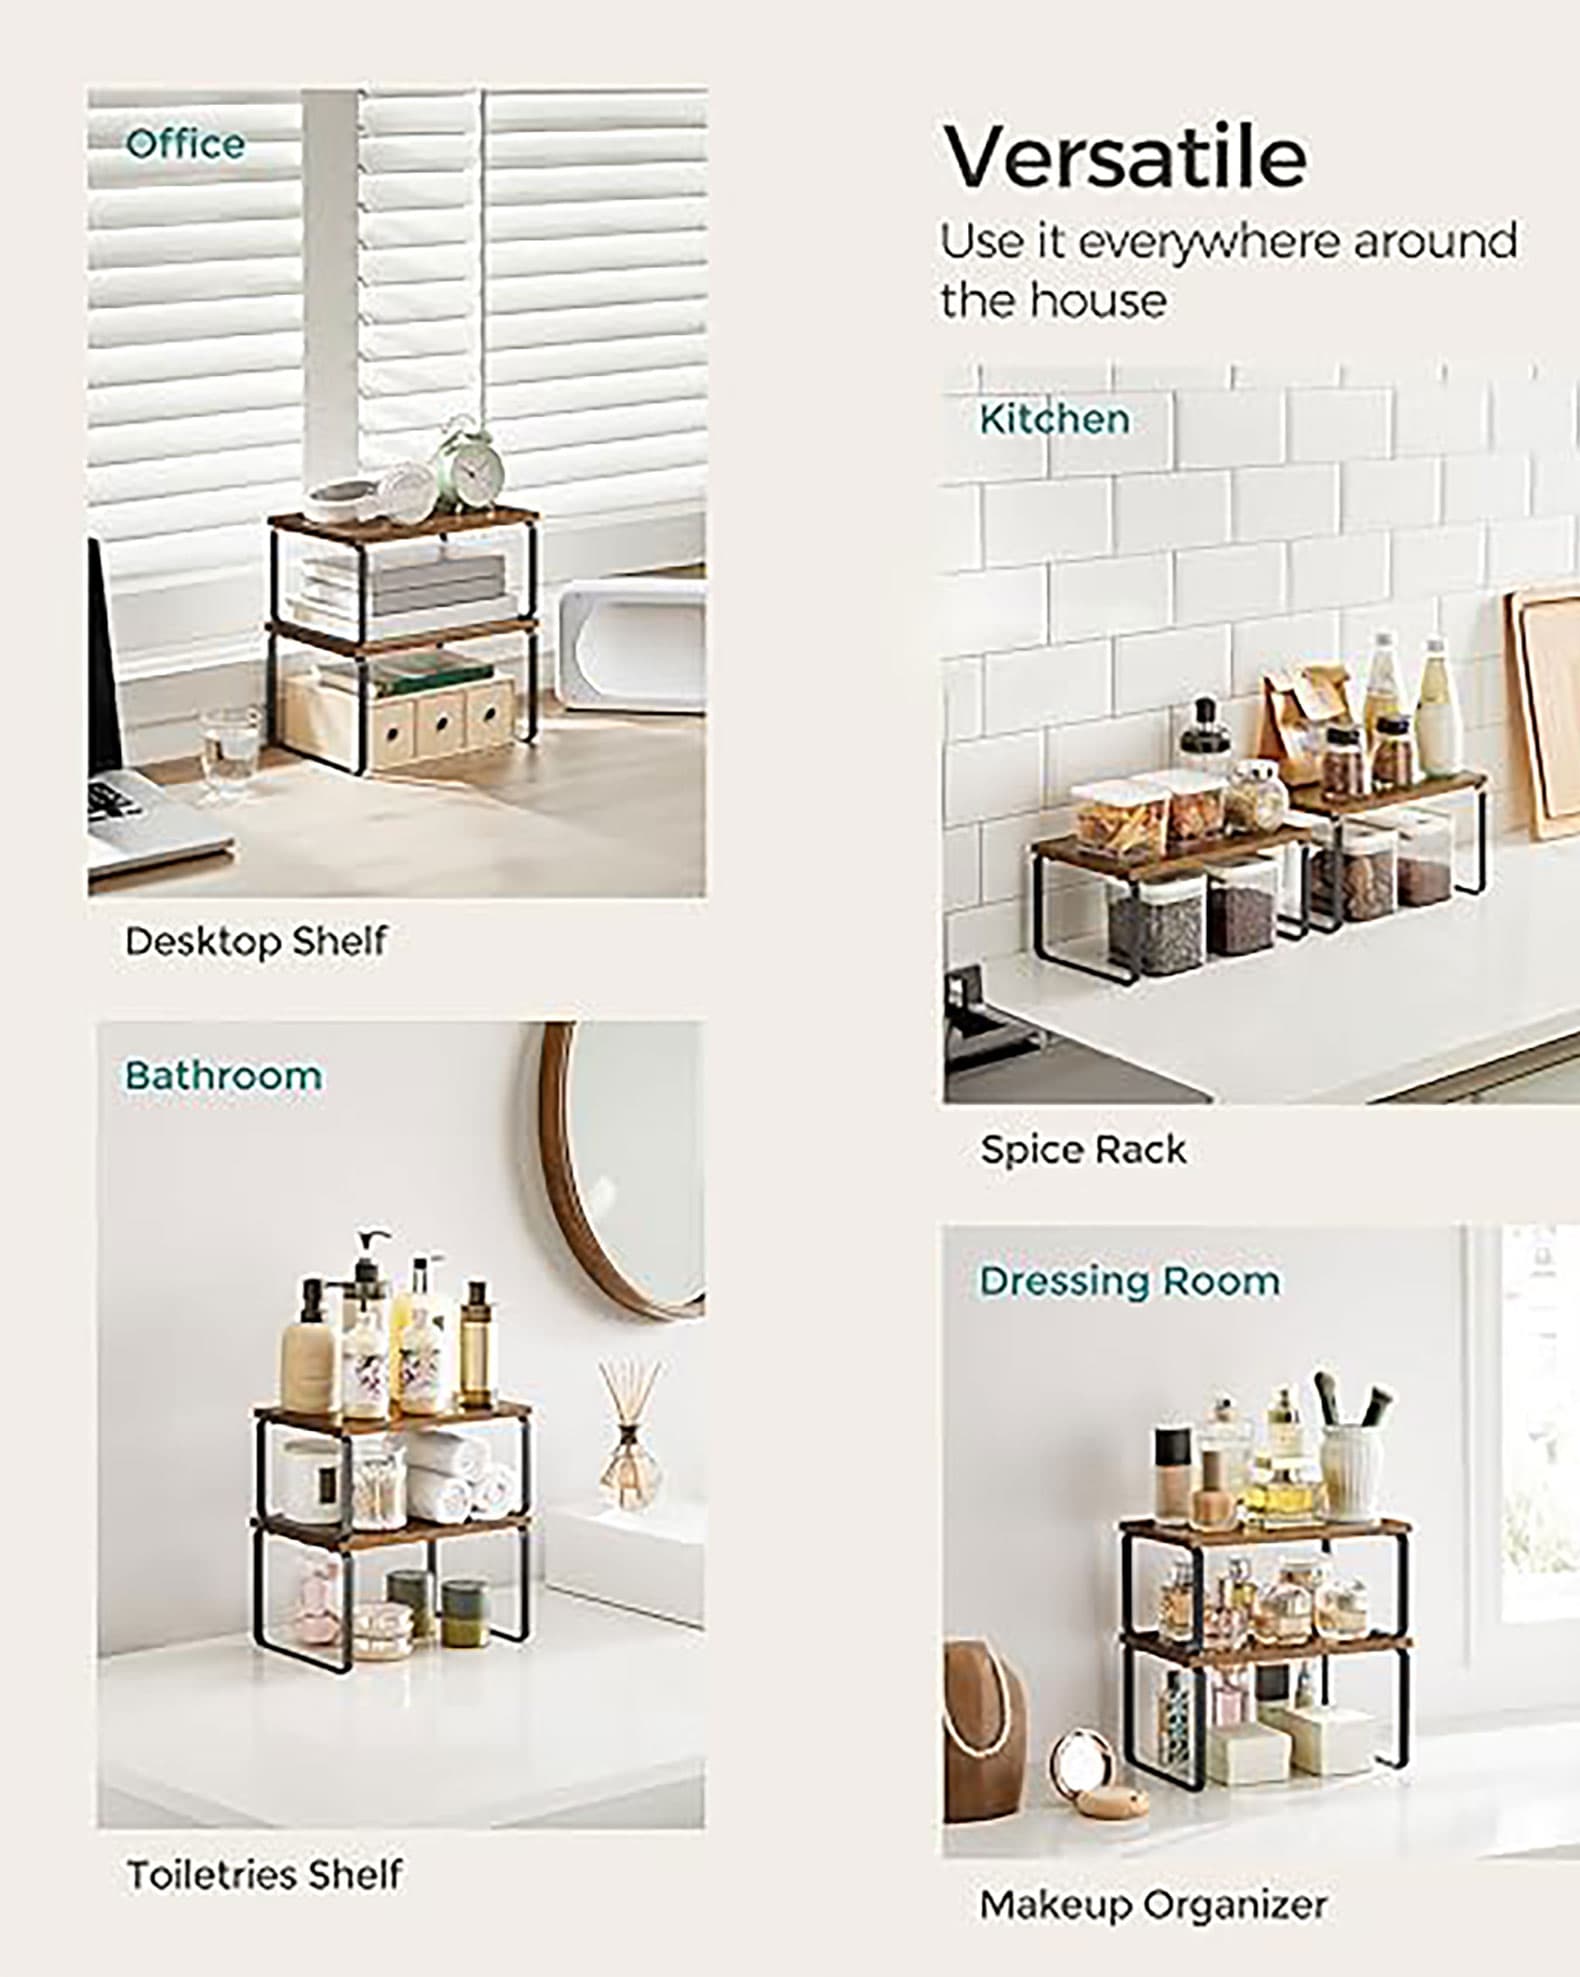 Office
Desktop Shelf
Bathroom
Toiletries Shelf
Versatile
Use it everywhere around
the house
Kitchen
Spice Rack
Dressing Room
Makeup Organizer